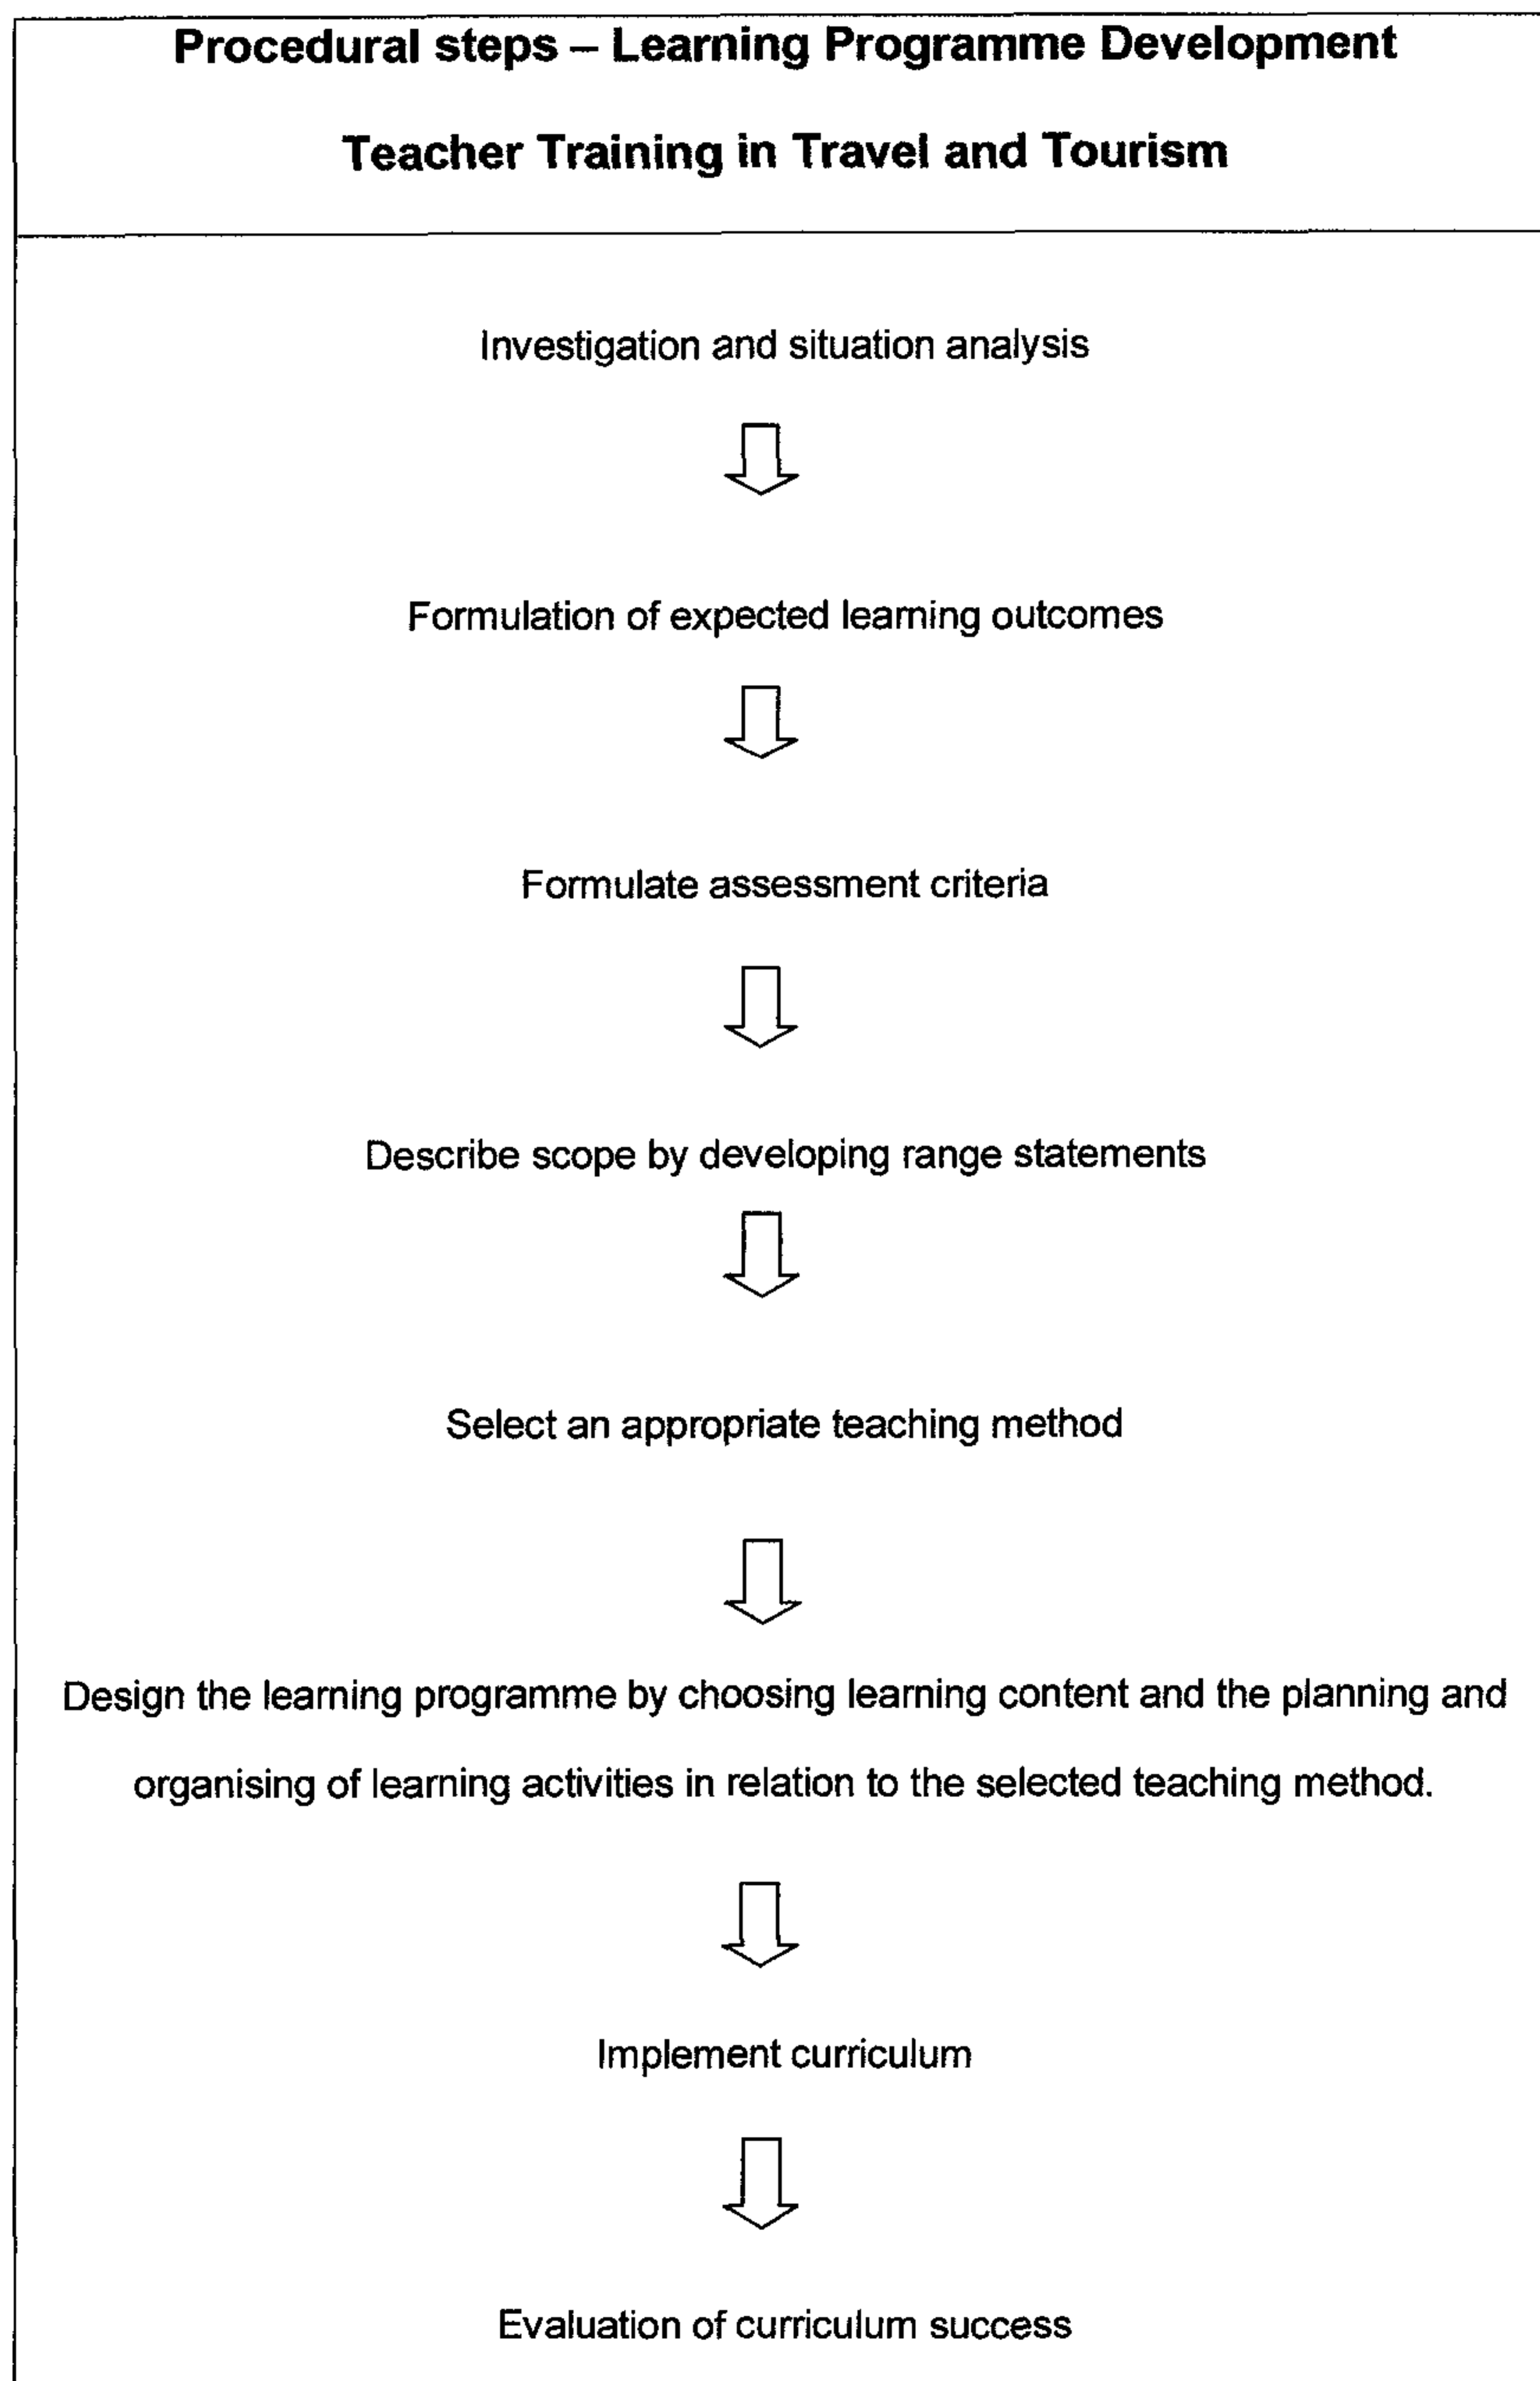 Procedural steps – Learning Programme Development
Teacher Training in Travel and Tourism
Investigation and situation analysis
Formulation of expected learning outcomes
Formulate assessment criteria
Describe scope by developing range statements
Select an appropriate teaching method
Design the learning programme by choosing learning content and the planning and
organising of learning activities in relation to the selected teaching method.
Implement curriculum
Evaluation of curriculum success